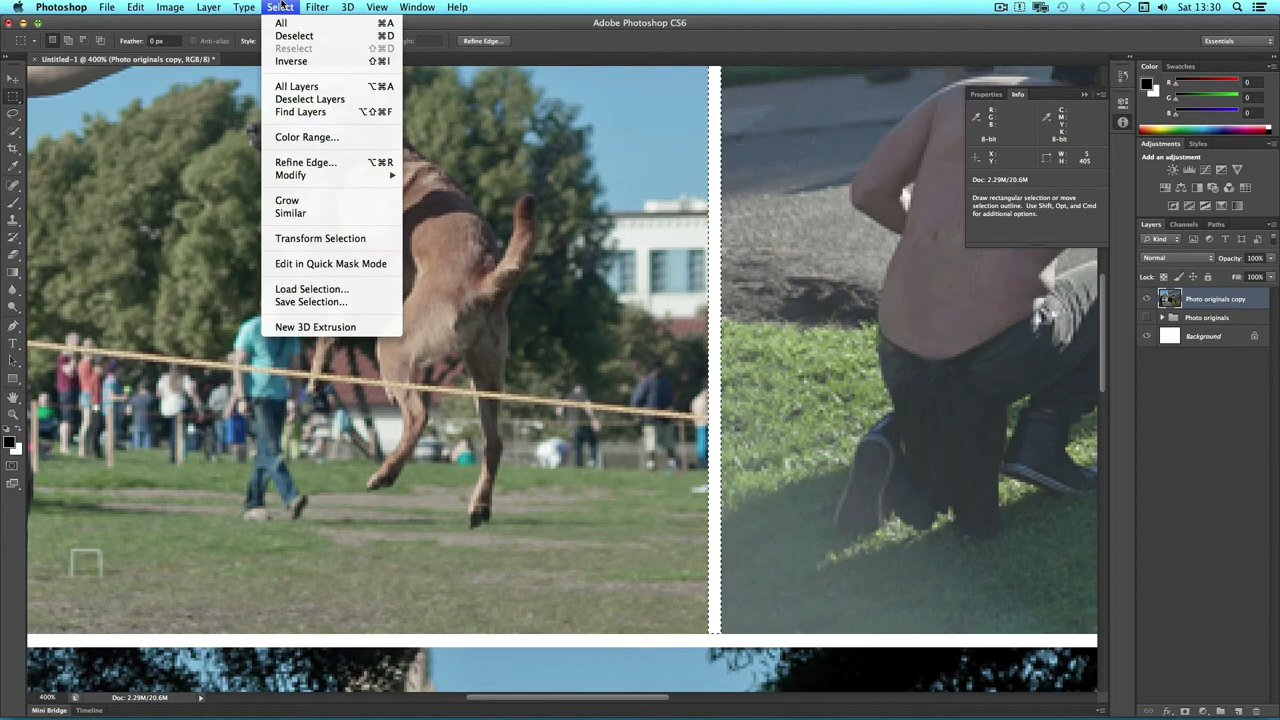 Photoshop File Edit Image Layer Type Select Filter 3D View Window Help Sat 13:30
Adobe Photoshop CS6
Feather: 0 px Anti-alias Style: Refine Edge... Essentials
× Untitled-1 @ 400% (Photo originals copy, RGB/8) *
All ⌘A
Deselect ⌘D
Reselect ⇧⌘D
Inverse ⇧⌘I
All Layers ⌥⌘A
Deselect Layers
Find Layers ⌥⇧⌘F
Color Range...
Refine Edge... ⌥⌘R
Modify
Grow
Similar
Transform Selection
Edit in Quick Mask Mode
Load Selection...
Save Selection...
New 3D Extrusion
Properties Info
R: C:
G: M:
B: Y:
K:
8-bit 8-bit
X: W: 5
Y: H: 405
Doc: 2.29M/20.6M
Draw rectangular selection or move
selection outline. Use Shift, Opt, and Cmd
for additional options.
Color Swatches
R 0
G 0
B 0
Adjustments Styles
Add an adjustment
Layers Channels Paths
Kind
Normal Opacity: 100%
Lock: Fill: 100%
Photo originals copy
Photo originals
Background
400% Doc: 2.29M/20.6M
Mini Bridge Timeline